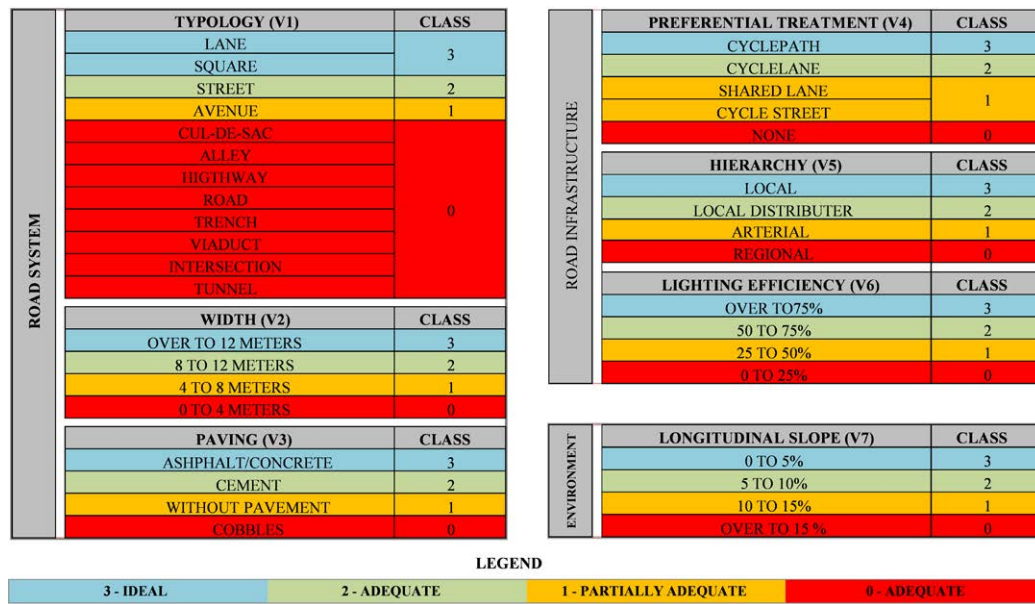 ROAD SYSTEM
TYPOLOGY (V1) CLASS
LANE
3
SQUARE
STREET 2
AVENUE 1
CUL-DE-SAC
ALLEY
HIGTHWAY
ROAD
0
TRENCH
VIADUCT
INTERSECTION
TUNNEL
WIDTH (V2) CLASS
OVER TO 12 METERS 3
8 TO 12 METERS 2
4 TO 8 METERS 1
0 TO 4 METERS 0
PAVING (V3) CLASS
ASHPHALT/CONCRETE 3
CEMENT 2
WITHOUT PAVEMENT 1
COBBLES 0
ROAD INFRASTRUCTURE
PREFERENTIAL TREATMENT (V4) CLASS
CYCLEPATH 3
CYCLELANE 2
SHARED LANE
1
CYCLE STREET
NONE 0
HIERARCHY (V5) CLASS
LOCAL 3
LOCAL DISTRIBUTER 2
ARTERIAL 1
REGIONAL 0
LIGHTING EFFICIENCY (V6) CLASS
OVER TO75% 3
50 TO 75% 2
25 TO 50% 1
0 TO 25% 0
ENVIRONMENT
LONGITUDINAL SLOPE (V7) CLASS
0 TO 5% 3
5 TO 10% 2
10 TO 15% 1
OVER TO 15 % 0
LEGEND
3 - IDEAL 2 - ADEQUATE 1 - PARTIALLY ADEQUATE 0 - ADEQUATE